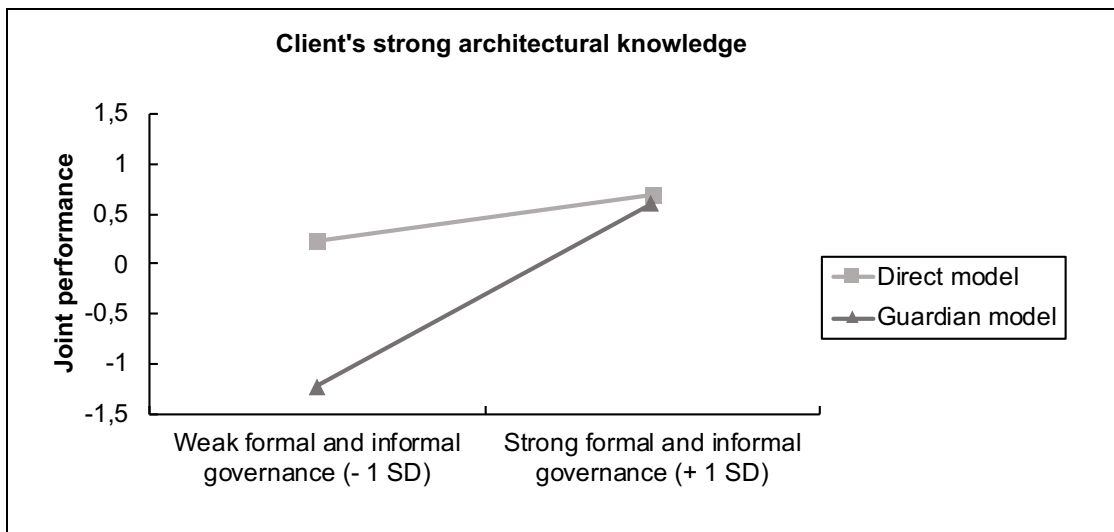 Client's strong architectural knowledge
Joint performance
1,5
1
0,5
0
-0,5
-1
-1,5
Weak formal and informal
governance (- 1 SD)
Strong formal and informal
governance (+ 1 SD)
Direct model
Guardian model